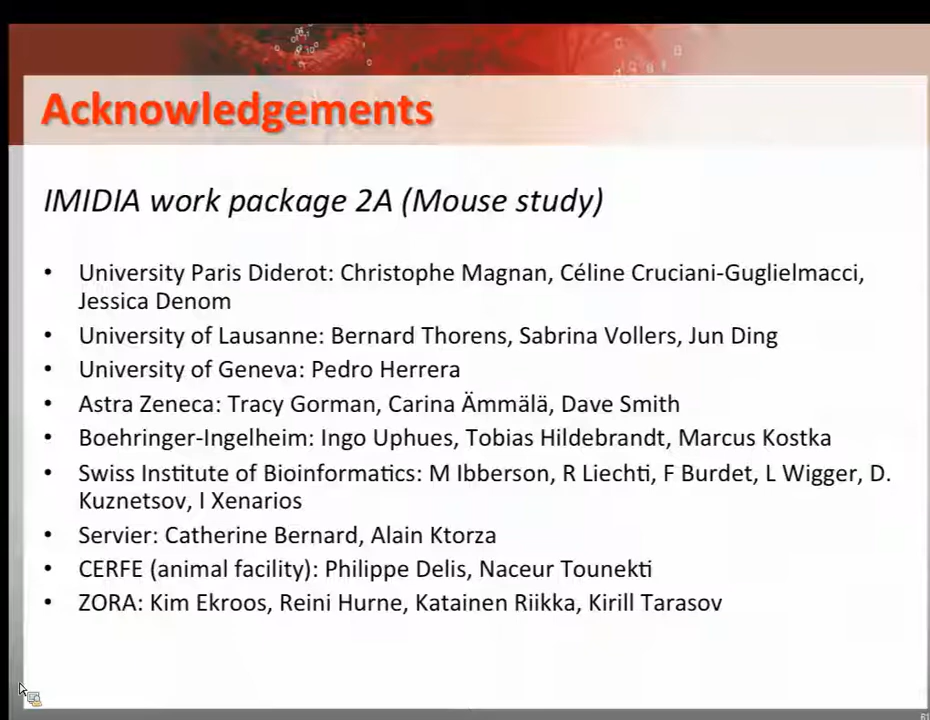 Acknowledgements
IMIDIA work package 2A (Mouse study)
• University Paris Diderot: Christophe Magnan, Céline Cruciani-Guglielmacci,
Jessica Denom
• University of Lausanne: Bernard Thorens, Sabrina Vollers, Jun Ding
• University of Geneva: Pedro Herrera
• Astra Zeneca: Tracy Gorman, Carina Ämmälä, Dave Smith
• Boehringer-Ingelheim: Ingo Uphues, Tobias Hildebrandt, Marcus Kostka
• Swiss Institute of Bioinformatics: M Ibberson, R Liechti, F Burdet, L Wigger, D.
Kuznetsov, I Xenarios
• Servier: Catherine Bernard, Alain Ktorza
• CERFE (animal facility): Philippe Delis, Naceur Tounekti
• ZORA: Kim Ekroos, Reini Hurne, Katainen Riikka, Kirill Tarasov